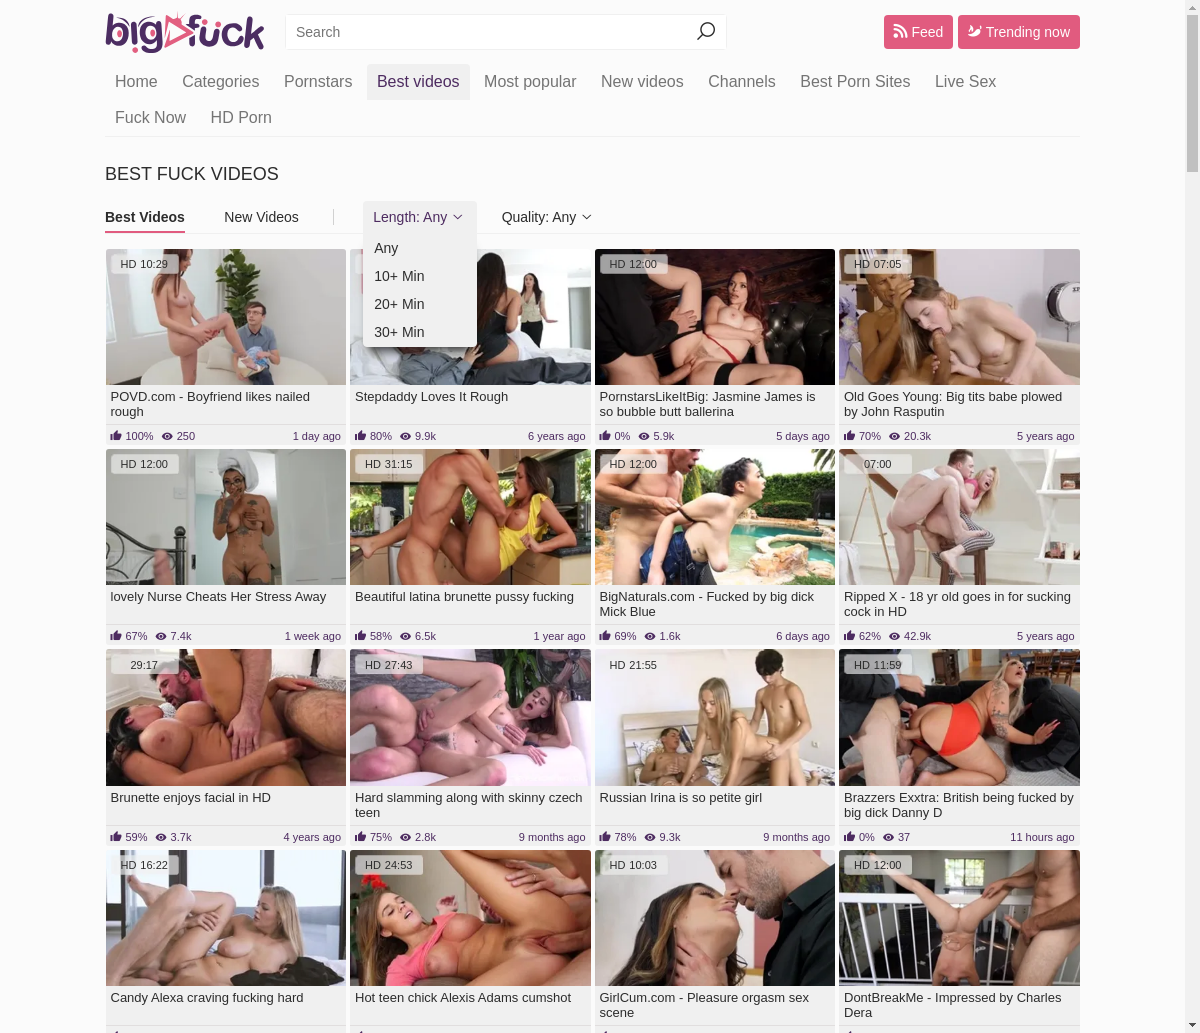 bigfuck
Search
Feed
Trending now
Home
Categories
Pornstars
Best videos
Most popular
New videos
Channels
Best Porn Sites
Live Sex
Fuck Now
HD Porn
BEST FUCK VIDEOS
Best Videos
New Videos
Length: Any
Quality: Any
Any
10+ Min
20+ Min
30+ Min
HD 10:29
HD 12:00
HD 07:05
POVD.com - Boyfriend likes nailed
rough
100% 250 1 day ago
Stepdaddy Loves It Rough
80% 9.9k 6 years ago
PornstarsLikeItBig: Jasmine James is
so bubble butt ballerina
0% 5.9k 5 days ago
Old Goes Young: Big tits babe plowed
by John Rasputin
70% 20.3k 5 years ago
HD 12:00
HD 31:15
HD 12:00
07:00
lovely Nurse Cheats Her Stress Away
67% 7.4k 1 week ago
Beautiful latina brunette pussy fucking
58% 6.5k 1 year ago
BigNaturals.com - Fucked by big dick
Mick Blue
69% 1.6k 6 days ago
Ripped X - 18 yr old goes in for sucking
cock in HD
62% 42.9k 5 years ago
29:17
HD 27:43
HD 21:55
HD 11:59
Brunette enjoys facial in HD
59% 3.7k 4 years ago
Hard slamming along with skinny czech
teen
75% 2.8k 9 months ago
Russian Irina is so petite girl
78% 9.3k 9 months ago
Brazzers Exxtra: British being fucked by
big dick Danny D
0% 37 11 hours ago
HD 16:22
HD 24:53
HD 10:03
HD 12:00
Candy Alexa craving fucking hard
Hot teen chick Alexis Adams cumshot
GirlCum.com - Pleasure orgasm sex
scene
DontBreakMe - Impressed by Charles
Dera